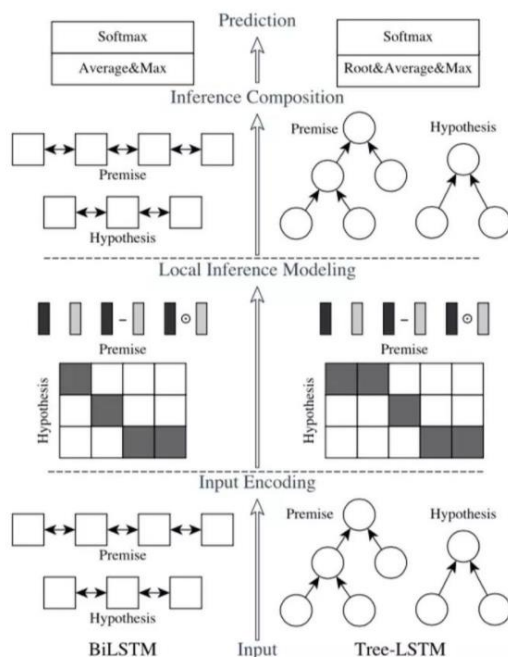 Prediction
Softmax
Average&Max
Softmax
Root&Average&Max
Inference Composition
Premise
Hypothesis
Premise
Hypothesis
Local Inference Modeling
– ⊙
– ⊙
Premise
Hypothesis
Premise
Hypothesis
Input Encoding
Premise
Hypothesis
Premise
Hypothesis
BiLSTM
Input
Tree-LSTM